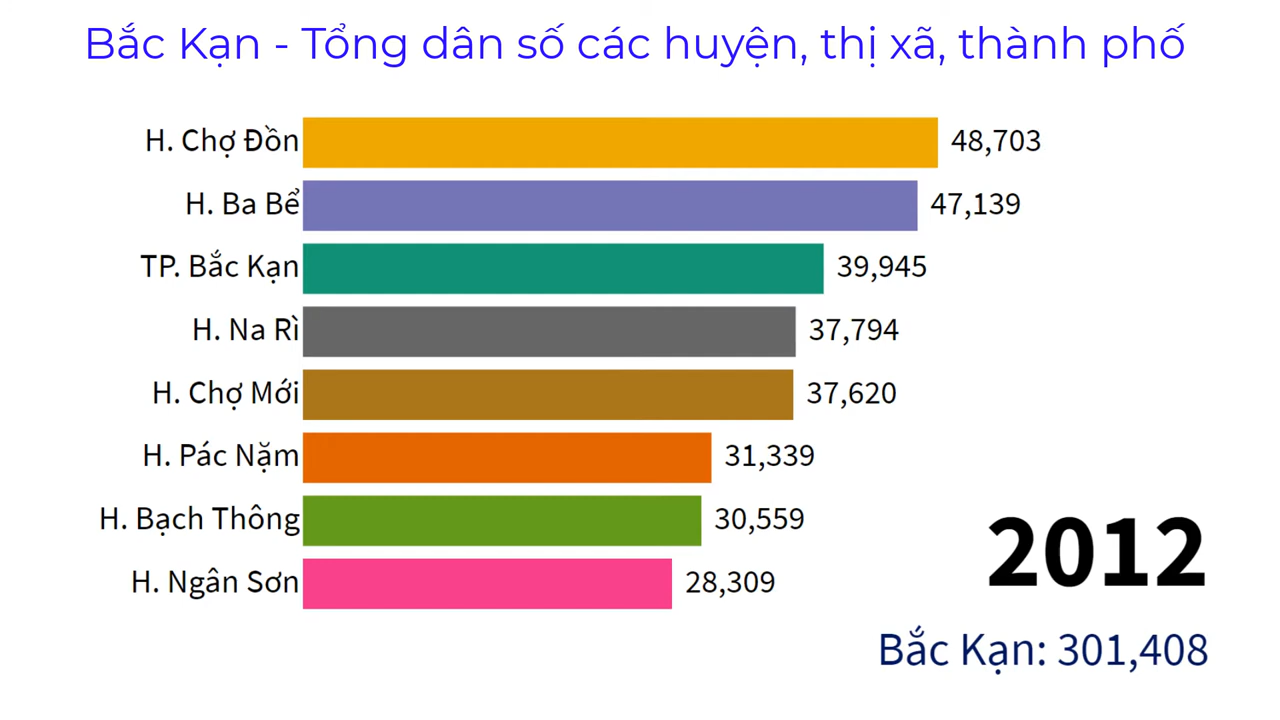 Bắc Kạn - Tổng dân số các huyện, thị xã, thành phố
H. Chợ Đồn 48,703
H. Ba Bể 47,139
TP. Bắc Kạn 39,945
H. Na Rì 37,794
H. Chợ Mới 37,620
H. Pác Nặm 31,339
H. Bạch Thông 30,559
H. Ngân Sơn 28,309
2012
Bắc Kạn: 301,408